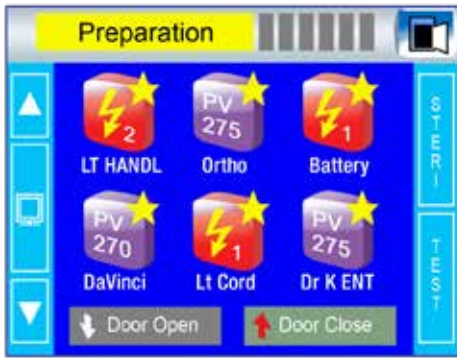 Preparation
2
LT HANDL
PV
275
Ortho
1
Battery
PV
270
DaVinci
1
Lt Cord
PV
275
Dr K ENT
STERI
TEST
Door Open
Door Close